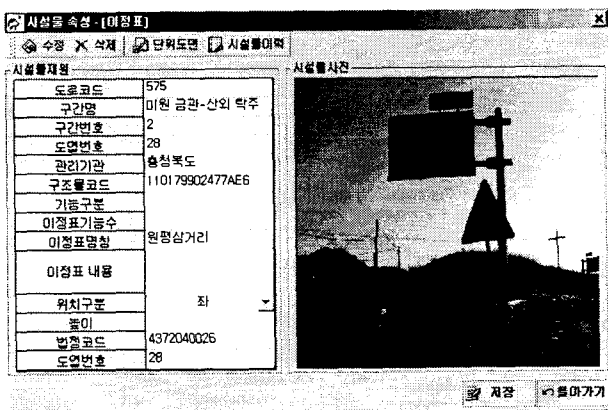 시설물 속성 - [이정표]
수정 삭제 단위도면 시설물이력
시설물제원
시설물사진
도로코드 575
구간명 미원 금관-산외 탁주
구간번호 2
도엽번호 28
관리기관 충청북도
구조물코드 110179902477AE6
기능구분
이정표기능수
이정표명칭 원평삼거리
이정표 내용
위치구분 좌
높이
법정코드 4372040026
도엽번호 28
저장 돌아가기